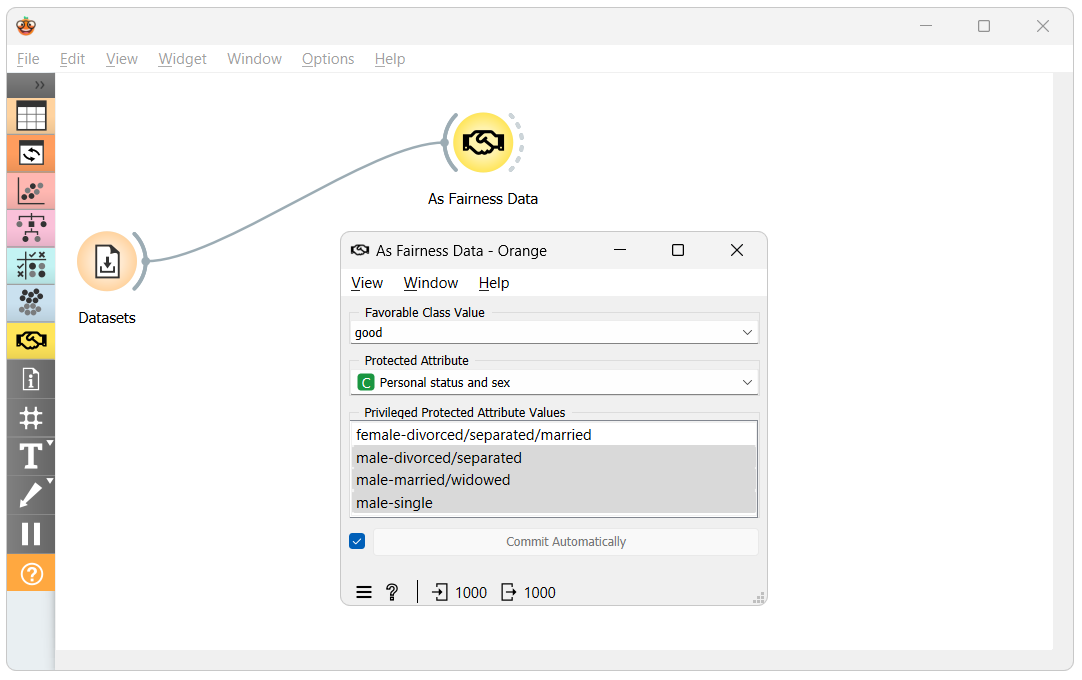 File Edit View Widget Window Options Help
As Fairness Data
Datasets
As Fairness Data - Orange
View Window Help
Favorable Class Value
good
Protected Attribute
C Personal status and sex
Privileged Protected Attribute Values
female-divorced/separated/married
male-divorced/separated
male-married/widowed
male-single
Commit Automatically
? 1000 1000